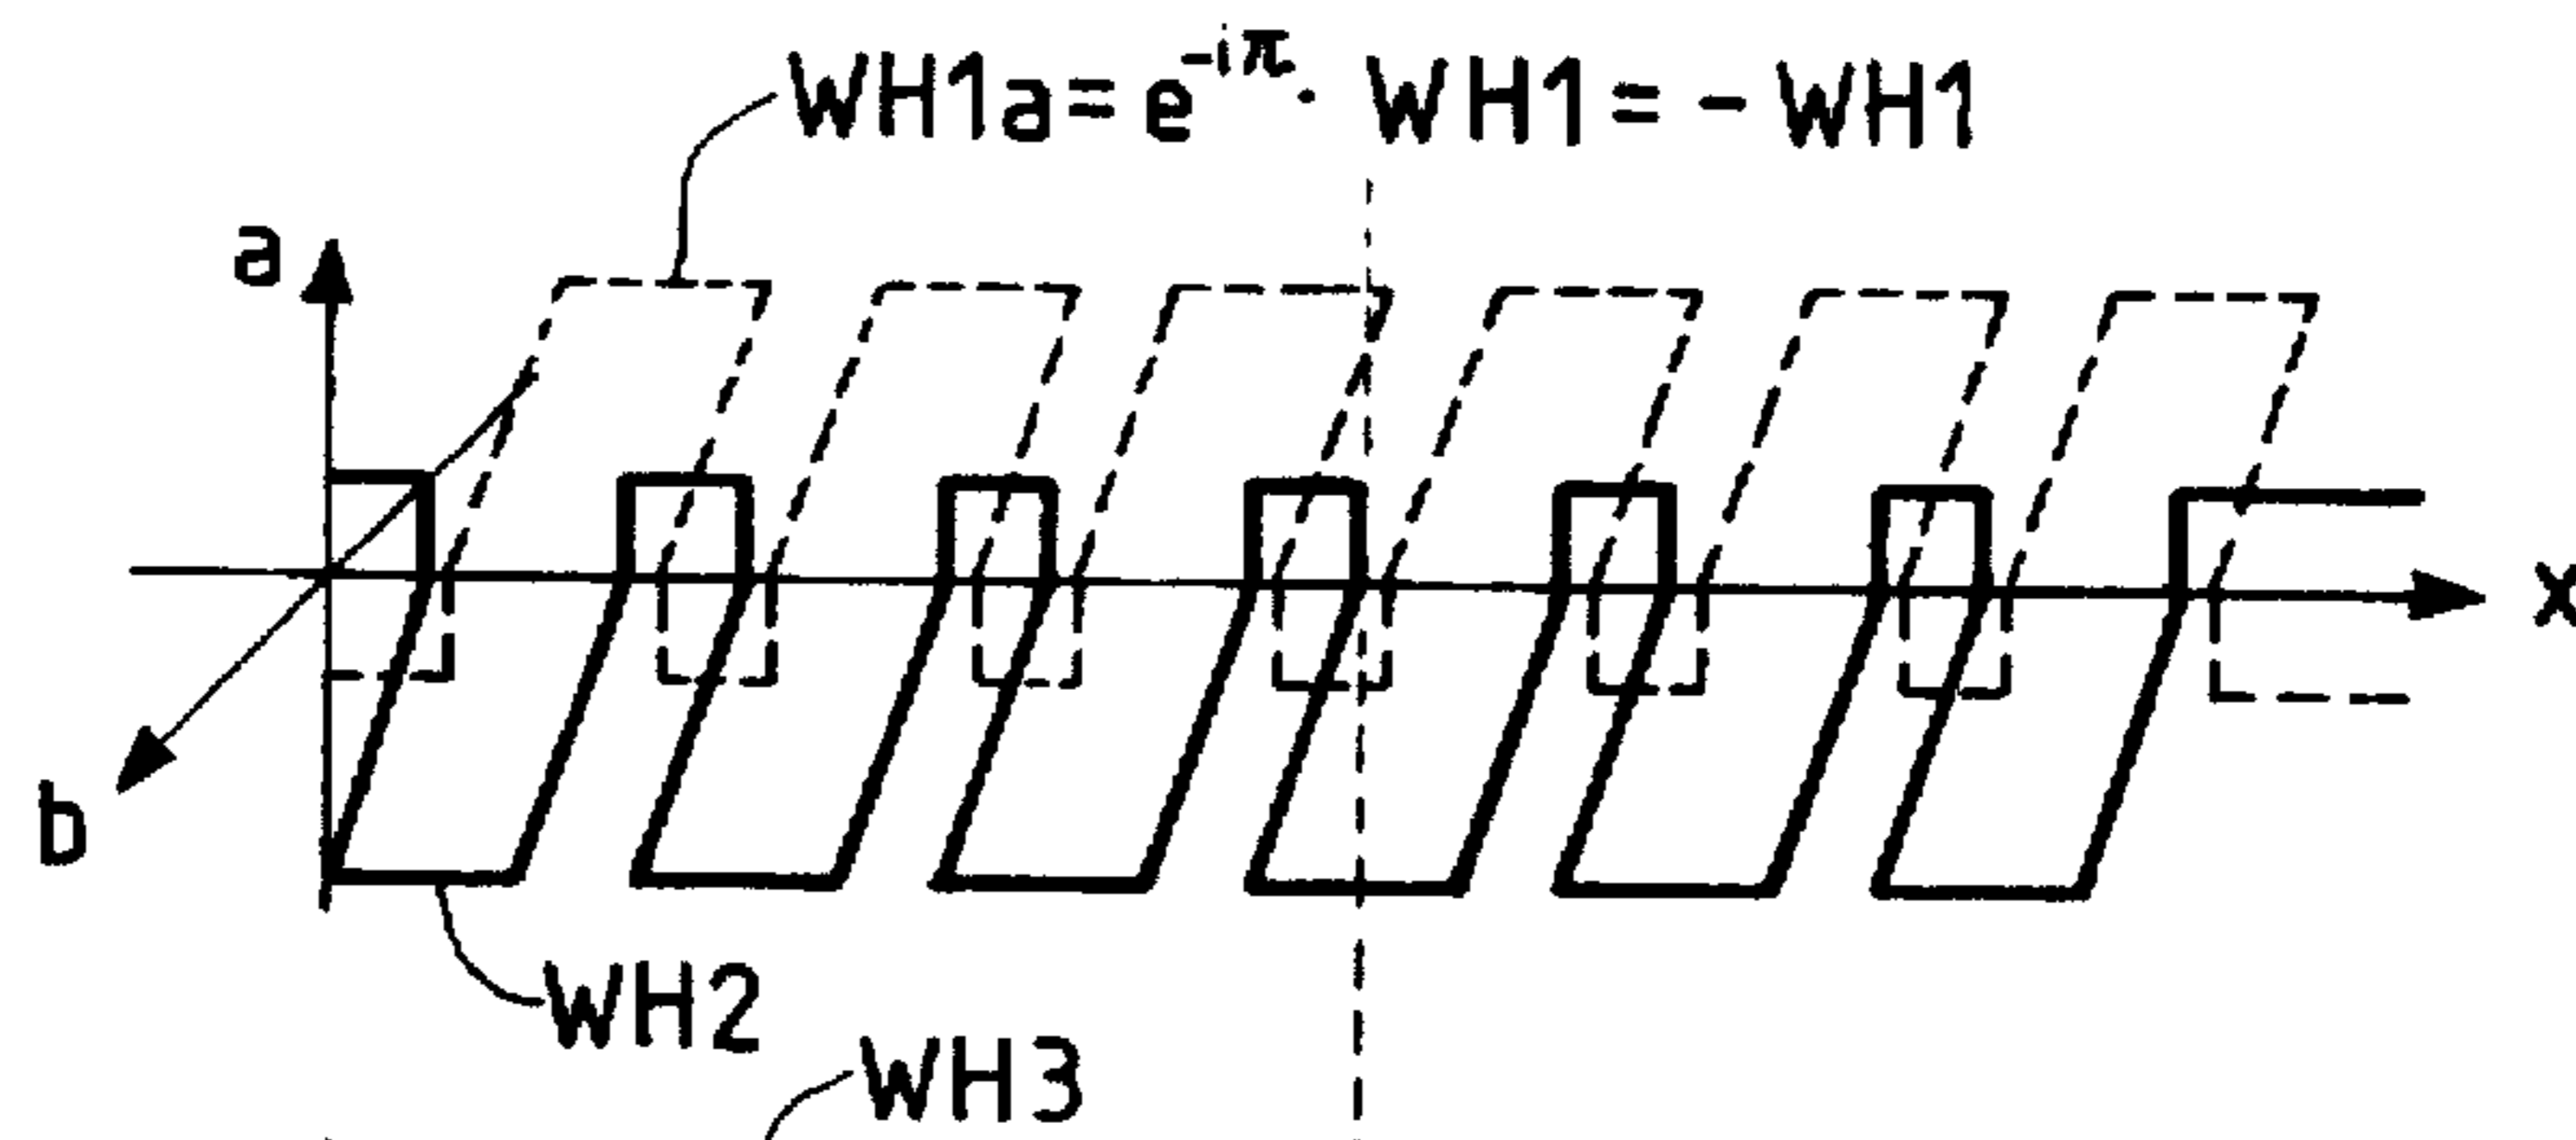 WH1a = e^-iπ · WH1 = - WH1
a
x
b
WH2
WH3